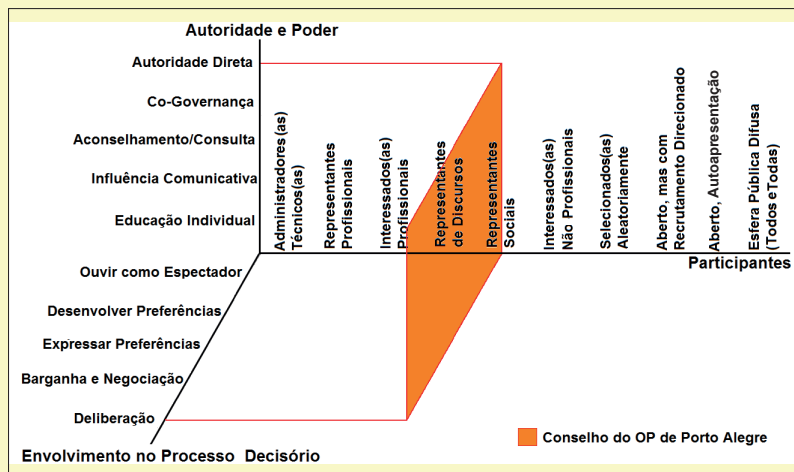 Autoridade e Poder
Autoridade Direta
Co-Governança
Aconselhamento/Consulta
Influência Comunicativa
Educação Individual
Administradores(as)
Técnicos(as)
Representantes
Profissionais
Interessados(as)
Profissionais
Representantes
de Discursos
Representantes
Sociais
Interessados(as)
Não Profissionais
Selecionados(as)
Aleatoriamente
Aberto, mas com
Recrutamento Direcionado
Aberto, Autoapresentação
Esfera Pública Difusa
(Todos eTodas)
Participantes
Ouvir como Espectador
Desenvolver Preferências
Expressar Preferências
Barganha e Negociação
Deliberação
Envolvimento no Processo Decisório
Conselho do OP de Porto Alegre